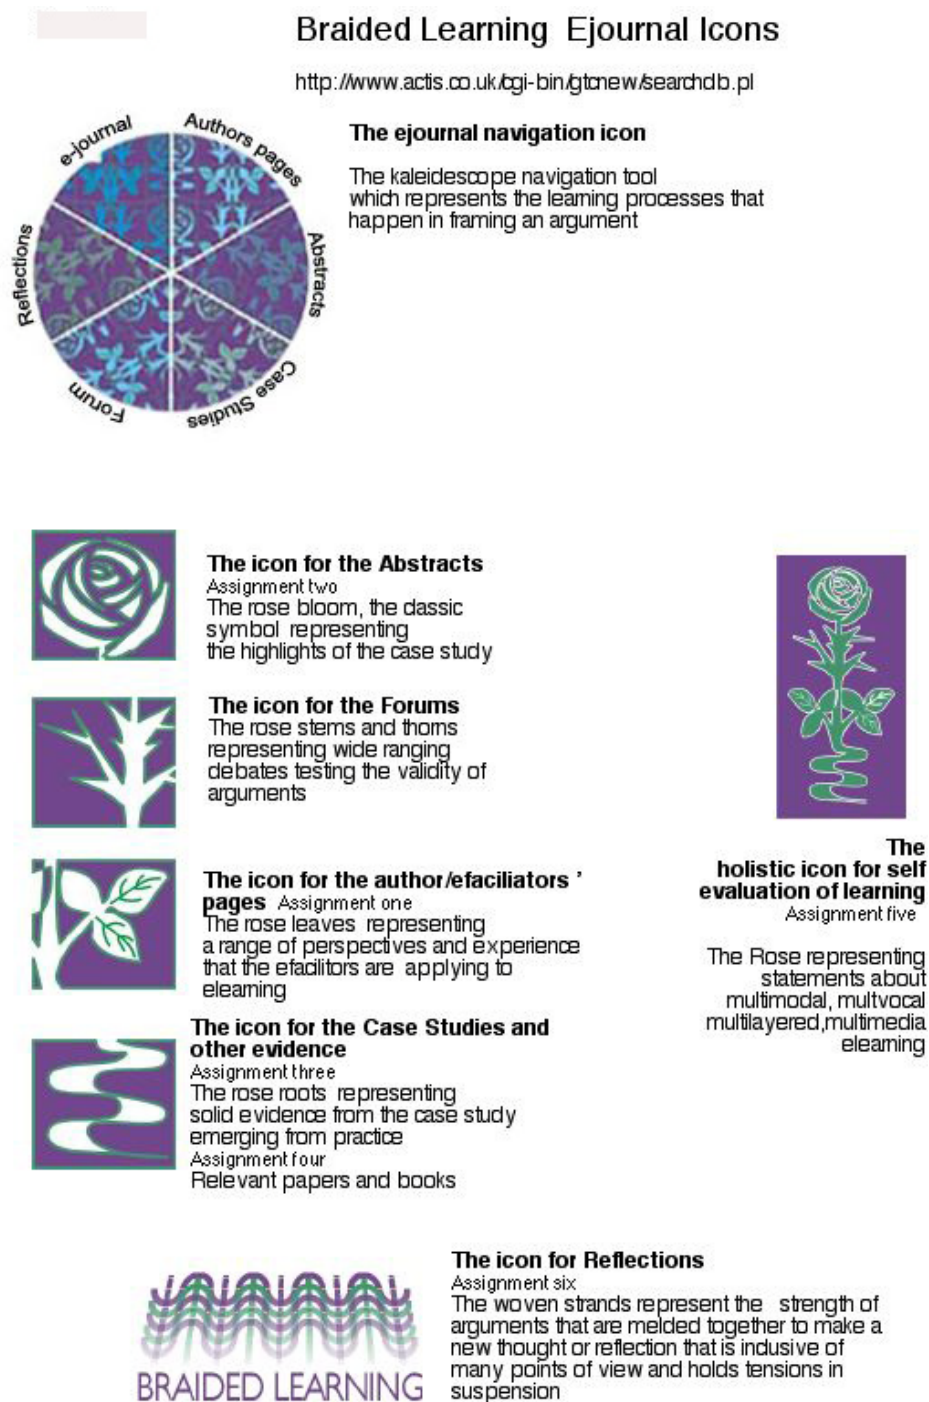 Braided Learning Ejournal Icons
http://www.actis.co.uk/cgi-bin/gtcnew/searchdb.pl
The ejournal navigation icon
The kaleidescope navigation tool
which represents the learning processes that
happen in framing an argument
e-journal
Authors pages
Abstracts
Case Studies
Forum
Reflections
The icon for the Abstracts
Assignment two
The rose bloom, the classic
symbol representing
the highlights of the case study
The icon for the Forums
The rose stems and thorns
representing wide ranging
debates testing the validity of
arguments
The icon for the author/efaciliators '
pages Assignment one
The rose leaves representing
a range of perspectives and experience
that the efacilitors are applying to
elearning
The icon for the Case Studies and
other evidence
Assignment three
The rose roots representing
solid evidence from the case study
emerging from practice
Assignment four
Relevant papers and books
The
holistic icon for self
evaluation of learning
Assignment five
The Rose representing
statements about
multimodal, multvocal
multilayered,multimedia
elearning
BRAIDED LEARNING
The icon for Reflections
Assignment six
The woven strands represent the strength of
arguments that are melded together to make a
new thought or reflection that is inclusive of
many points of view and holds tensions in
suspension